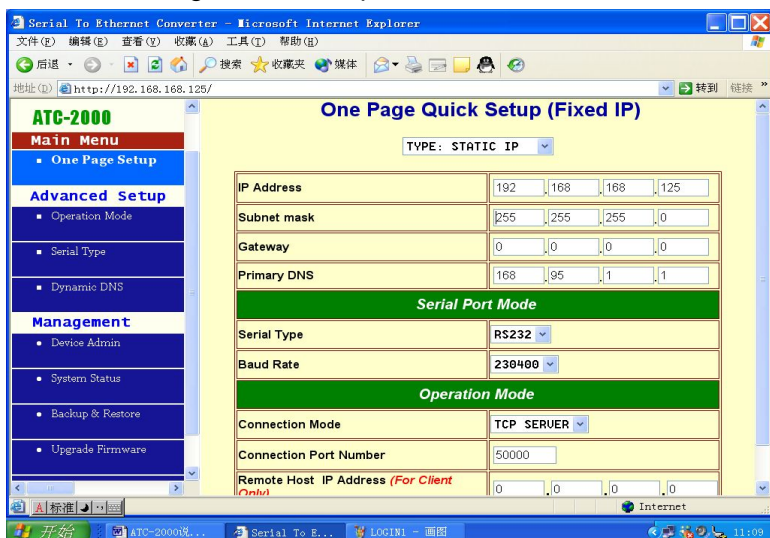 Serial To Ethernet Converter - Microsoft Internet Explorer
文件(F) 编辑(E) 查看(V) 收藏(A) 工具(T) 帮助(H)
后退 搜索 收藏夹 媒体
地址(D) http://192.168.168.125/ 转到 链接 »
ATC-2000
Main Menu
One Page Setup
Advanced Setup
Operation Mode
Serial Type
Dynamic DNS
Management
Device Admin
System Status
Backup & Restore
Upgrade Firmware
One Page Quick Setup (Fixed IP)
TYPE: STATIC IP
IP Address 192 . 168 . 168 . 125
Subnet mask 255 . 255 . 255 . 0
Gateway 0 . 0 . 0 . 0
Primary DNS 168 . 95 . 1 . 1
Serial Port Mode
Serial Type RS232
Baud Rate 230400
Operation Mode
Connection Mode TCP SERVER
Connection Port Number 50000
Remote Host IP Address (For Client Only) 0 . 0 . 0 . 0
Internet
A 标准
开始 ATC-2000说... Serial To E... LOGIN1 - 画图 11:09